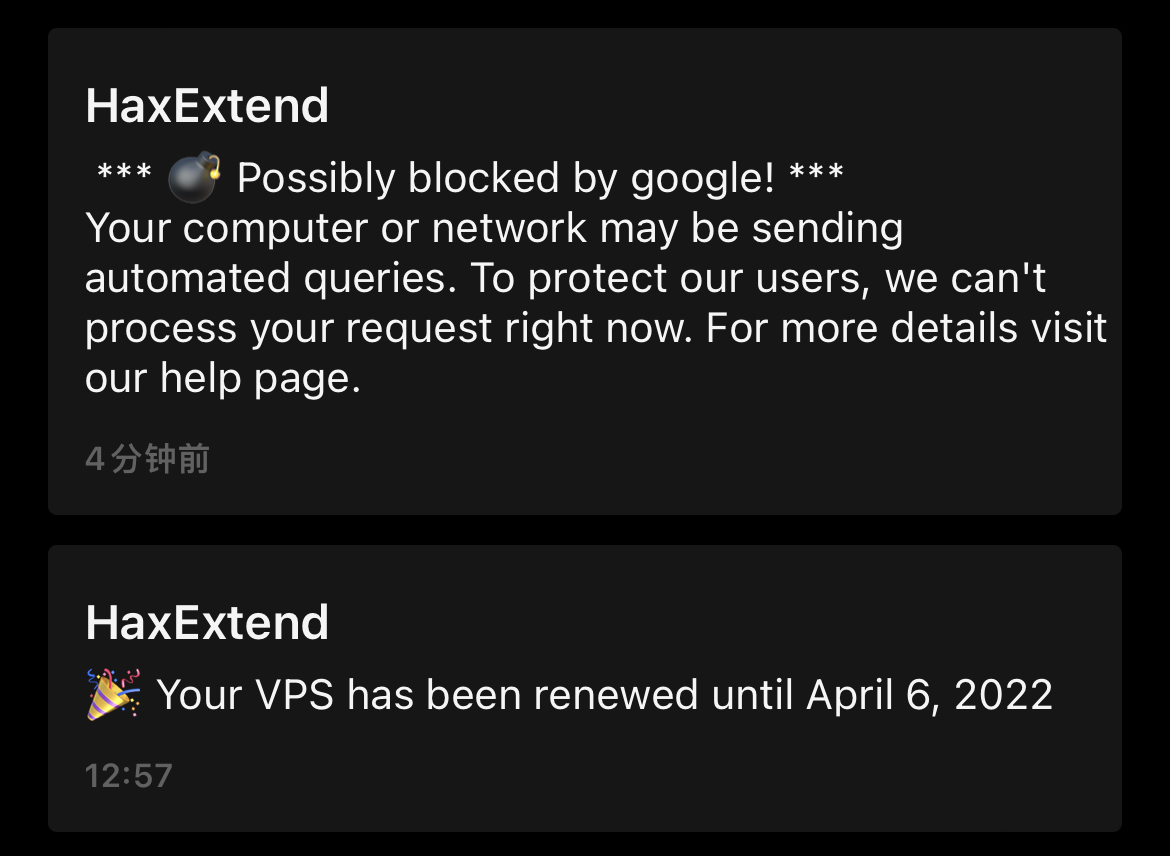 HaxExtend
*** 💣 Possibly blocked by google! ***
Your computer or network may be sending
automated queries. To protect our users, we can't
process your request right now. For more details visit
our help page.
4分钟前
HaxExtend
🎉 Your VPS has been renewed until April 6, 2022
12:57